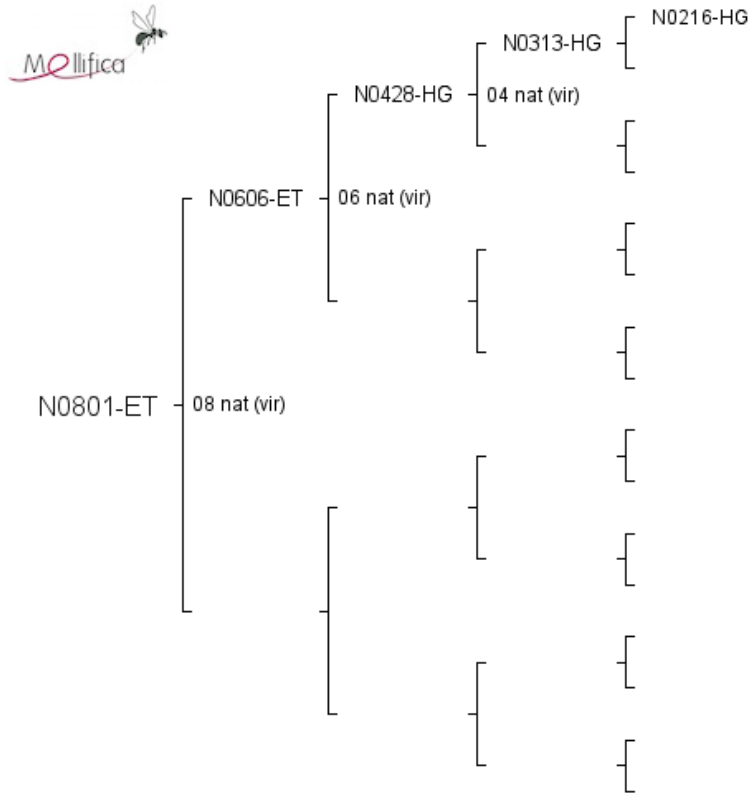 Mellifica
N0216-HG
N0313-HG
N0428-HG
04 nat (vir)
N0606-ET
06 nat (vir)
N0801-ET
08 nat (vir)